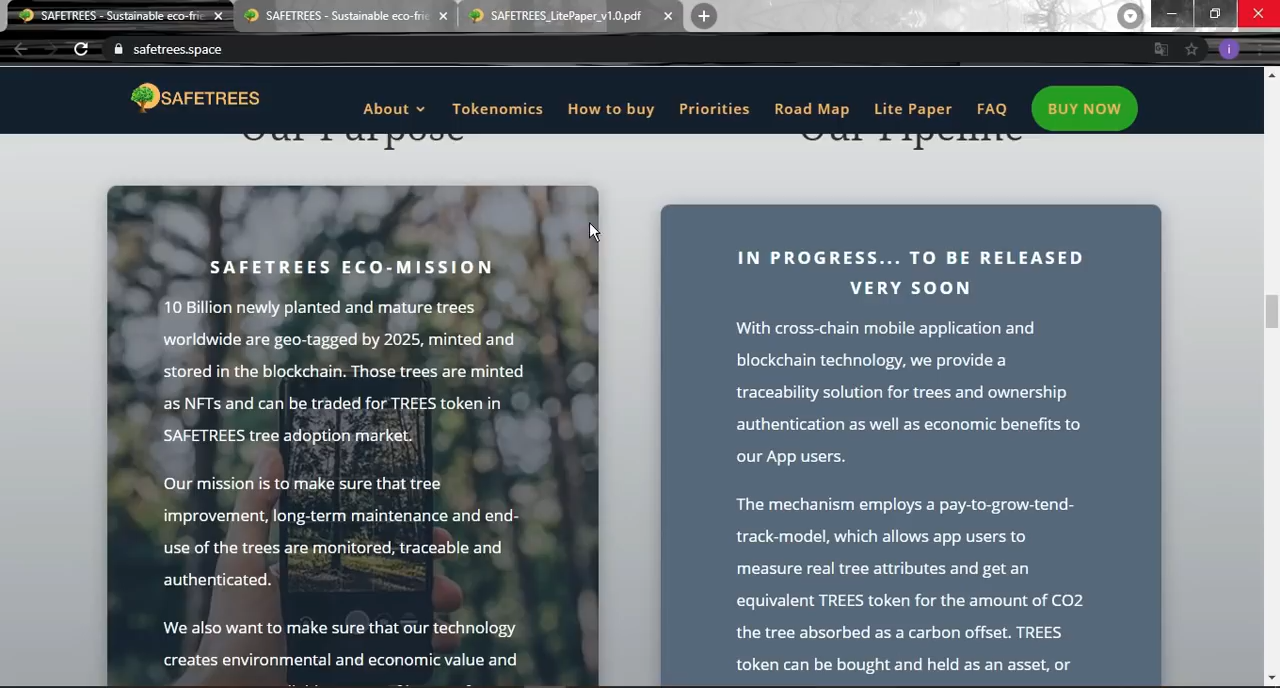 SAFETREES - Sustainable eco-frie
SAFETREES - Sustainable eco-frie
SAFETREES_LitePaper_v1.0.pdf
safetrees.space
SAFETREES
About
Tokenomics
How to buy
Priorities
Road Map
Lite Paper
FAQ
BUY NOW
Our Purpose
SAFETREES ECO-MISSION
10 Billion newly planted and mature trees
worldwide are geo-tagged by 2025, minted and
stored in the blockchain. Those trees are minted
as NFTs and can be traded for TREES token in
SAFETREES tree adoption market.
Our mission is to make sure that tree
improvement, long-term maintenance and end-
use of the trees are monitored, traceable and
authenticated.
We also want to make sure that our technology
creates environmental and economic value and
Our Pipeline
IN PROGRESS... TO BE RELEASED
VERY SOON
With cross-chain mobile application and
blockchain technology, we provide a
traceability solution for trees and ownership
authentication as well as economic benefits to
our App users.
The mechanism employs a pay-to-grow-tend-
track-model, which allows app users to
measure real tree attributes and get an
equivalent TREES token for the amount of CO2
the tree absorbed as a carbon offset. TREES
token can be bought and held as an asset, or